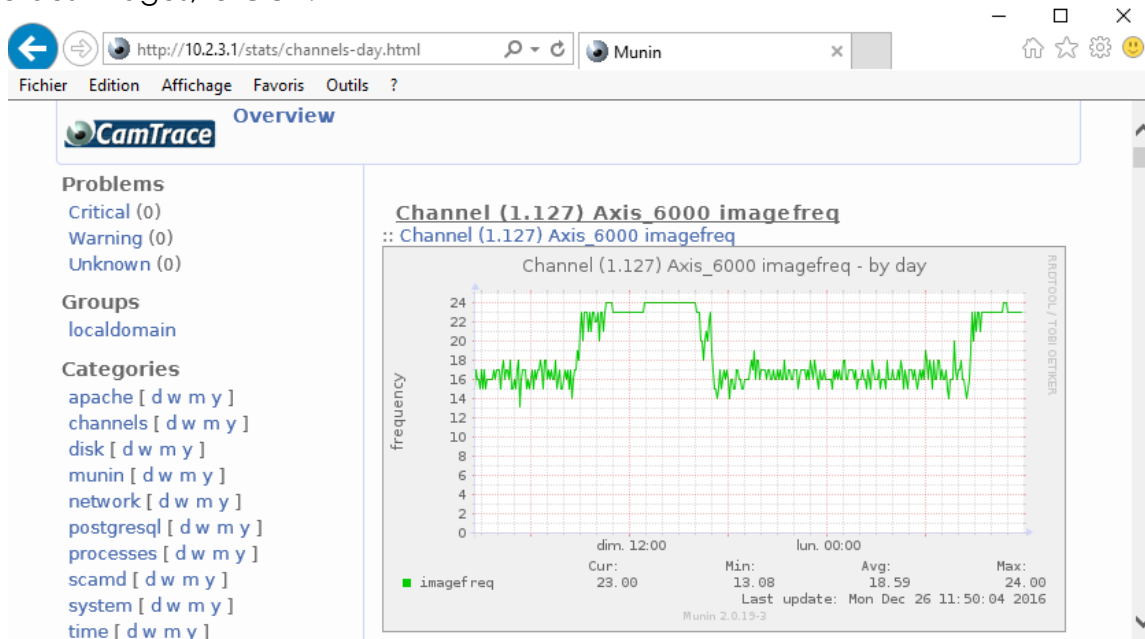 http://10.2.3.1/stats/channels-day.html
Munin
Fichier Edition Affichage Favoris Outils ?
CamTrace
Overview
Problems
Critical (0)
Warning (0)
Unknown (0)
Groups
localdomain
Categories
apache [ d w m y ]
channels [ d w m y ]
disk [ d w m y ]
munin [ d w m y ]
network [ d w m y ]
postgresql [ d w m y ]
processes [ d w m y ]
scamd [ d w m y ]
system [ d w m y ]
time [ d w m y ]
Channel (1.127) Axis_6000 imagefreq
:: Channel (1.127) Axis_6000 imagefreq
Channel (1.127) Axis_6000 imagefreq - by day
RRDTOOL / TOBI OETIKER
frequency
24
22
20
18
16
14
12
10
8
6
4
2
0
dim. 12:00 lun. 00:00
Cur: Min: Avg: Max:
imagefreq 23.00 13.08 18.59 24.00
Last update: Mon Dec 26 11:50:04 2016
Munin 2.0.19-3